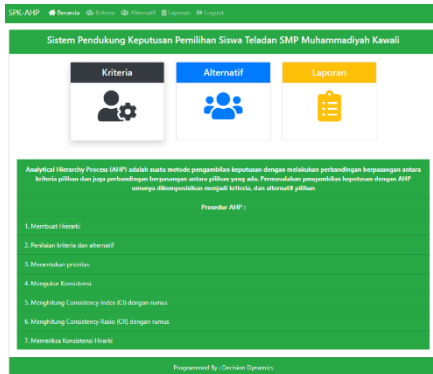 SPK-AHP Beranda Kriteria Alternatif Laporan Logout
Sistem Pendukung Keputusan Pemilihan Siswa Teladan SMP Muhammadiyah Kawali
Kriteria
Alternatif
Laporan
Analytical Hierarchy Process (AHP) adalah suatu metode pengambilan keputusan dengan melakukan perbandingan berpasangan antara
kriteria pilihan dan juga perbandingan berpasangan antara pilihan yang ada. Permasalahan pengambilan keputusan dengan AHP
umunya dikomposisikan menjadi kriteria, dan alternatif pilihan
Prosedur AHP :
1. Membuat Hierarki
2. Penilaian kriteria dan alternatif
3. Menentukan prioritas
4. Mengukur Konsistensi
5. Menghitung Consistency Index (CI) dengan rumus
6. Menghitung Consistency Rasio (CR) dengan rumus
7. Memeriksa Konsistensi Hirarki
Programmed By : Decision Dynamics